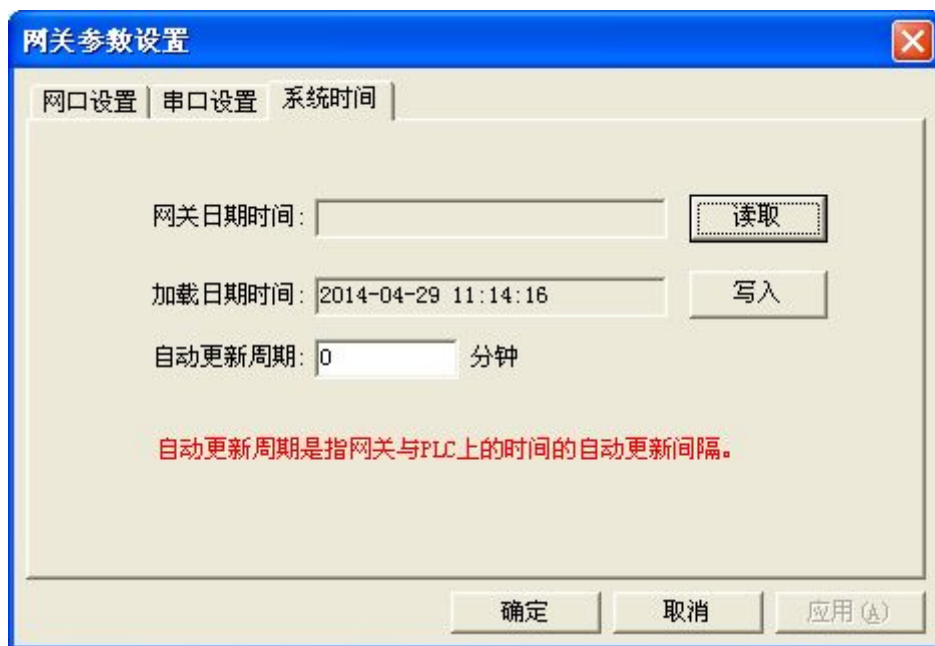 网关参数设置
网口设置 串口设置 系统时间
网关日期时间: 读取
加载日期时间: 2014-04-29 11:14:16 写入
自动更新周期: 0 分钟
自动更新周期是指网关与PLC上的时间的自动更新间隔。
确定 取消 应用(A)